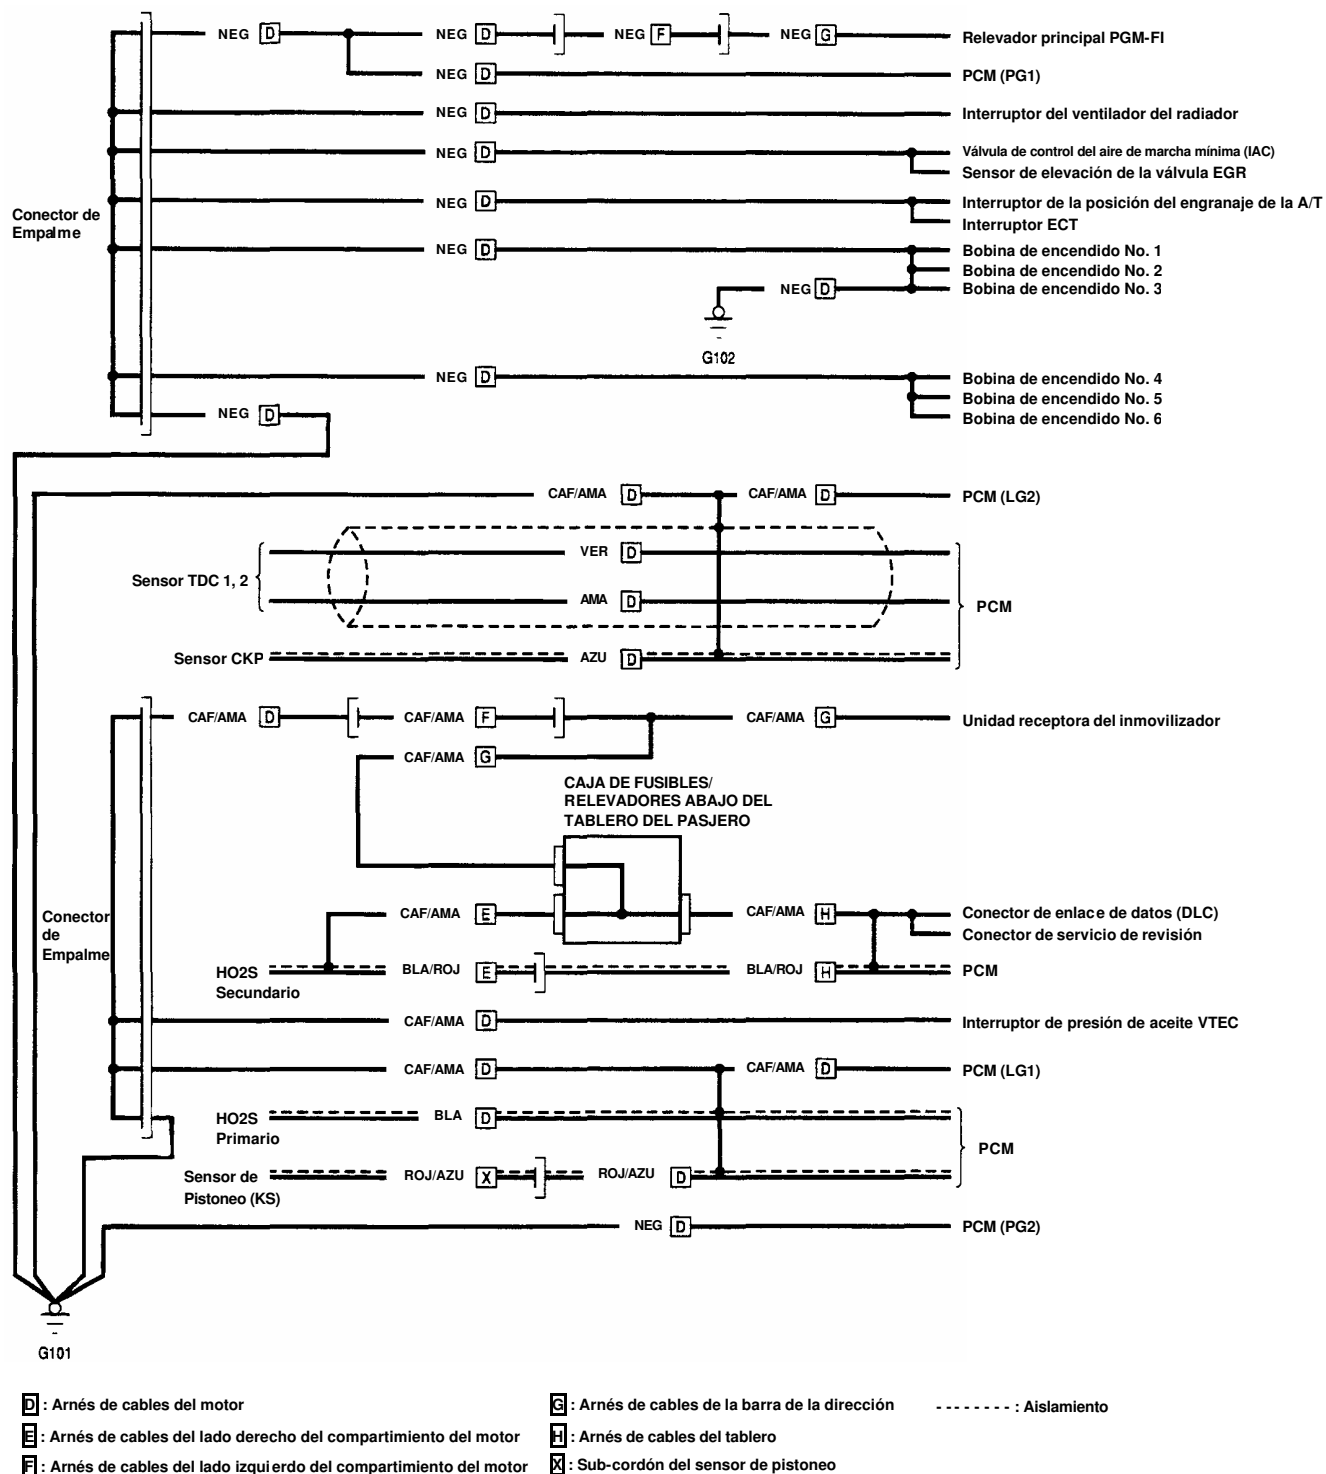 NEG D NEG D NEG F NEG G Relevador principal PGM-FI
NEG D PCM (PG1)
NEG D Interruptor del ventilador del radiador
NEG D Válvula de control del aire de marcha mínima (IAC)
Sensor de elevación de la válvula EGR
NEG D Interruptor de la posición del engranaje de la A/T
Interruptor ECT
Conector de
Empalme
NEG D Bobina de encendido No. 1
Bobina de encendido No. 2
NEG D Bobina de encendido No. 3
G102
NEG D Bobina de encendido No. 4
Bobina de encendido No. 5
NEG D Bobina de encendido No. 6
CAF/AMA D CAF/AMA D PCM (LG2)
VER D
Sensor TDC 1, 2
AMA D
PCM
Sensor CKP AZU D
CAF/AMA D CAF/AMA F CAF/AMA G Unidad receptora del inmovilizador
CAF/AMA G
CAJA DE FUSIBLES/
RELEVADORES ABAJO DEL
TABLERO DEL PASJERO
CAF/AMA E CAF/AMA H Conector de enlace de datos (DLC)
Conector de servicio de revisión
Conector
de
Empalme
HO2S
Secundario
BLA/ROJ E BLA/ROJ H PCM
CAF/AMA D Interruptor de presión de aceite VTEC
CAF/AMA D CAF/AMA D PCM (LG1)
HO2S
Primario
BLA D
PCM
Sensor de
Pistoneo (KS)
ROJ/AZU X ROJ/AZU D
NEG D PCM (PG2)
G101
D : Arnés de cables del motor
E : Arnés de cables del lado derecho del compartimiento del motor
F : Arnés de cables del lado izquierdo del compartimiento del motor
G : Arnés de cables de la barra de la dirección
H : Arnés de cables del tablero
X : Sub-cordón del sensor de pistoneo
- - - - - - - - : Aislamiento